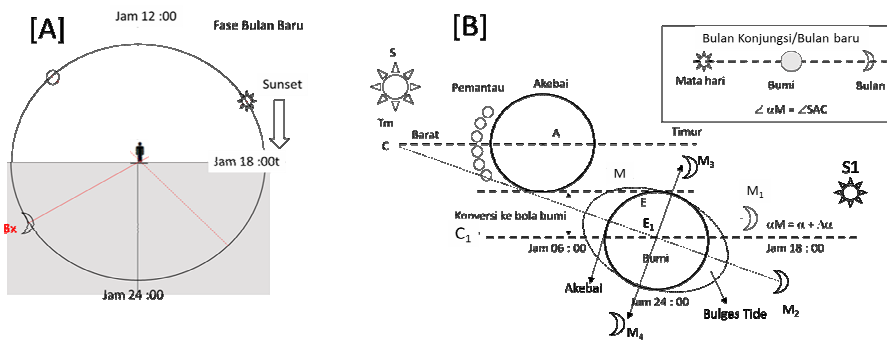 [A]
Jam 12 :00
Fase Bulan Baru
Sunset
Jam 18 :00t
Bx
Jam 24 :00
[B]
S
Tm
C
Barat
Pemantau
Akebai
A
Timur
Bulan Konjungsi/Bulan baru
Mata hari
Bumi
Bulan
∠ αM = ∠SAC
M
M3
M1
S1
E
Konversi ke bola bumi
E1
αM = α + Δα
C1
Jam 06 : 00
Bumi
Jam 18 : 00
Akebai
Jam 24 : 00
Bulges Tide
M2
M4